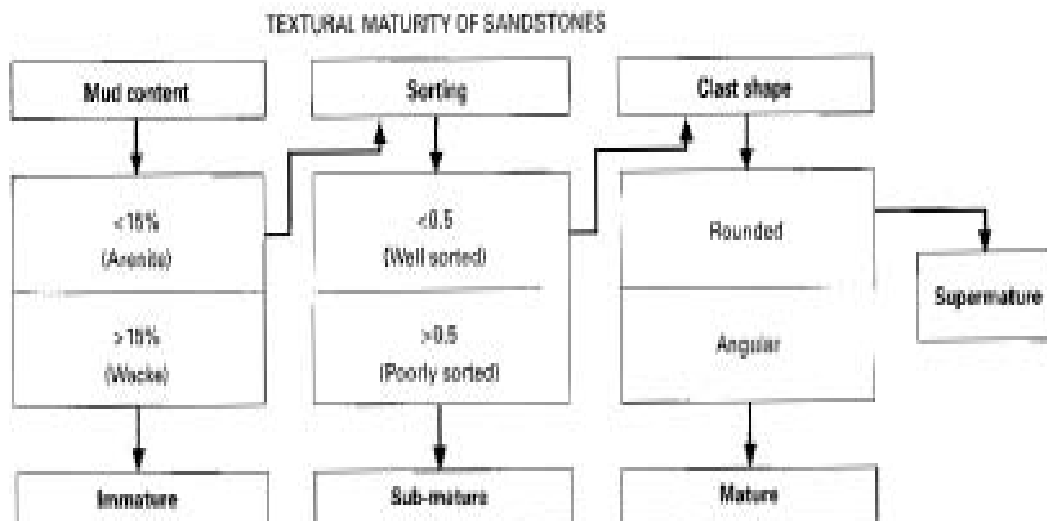 TEXTURAL MATURITY OF SANDSTONES
Mud content
Sorting
Clast shape
<15%
(Arenite)
>15%
(Wacke)
<0.5
(Well sorted)
>0.5
(Poorly sorted)
Rounded
Angular
Supermature
Immature
Sub-mature
Mature